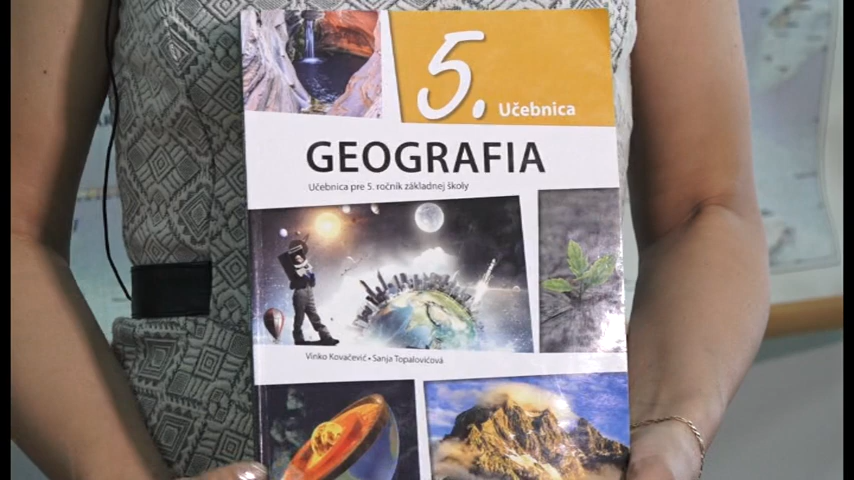 5. Učebnica
GEOGRAFIA
Učebnica pre 5. ročník základnej školy
Vinko Kovačević • Sanja Topalovićová